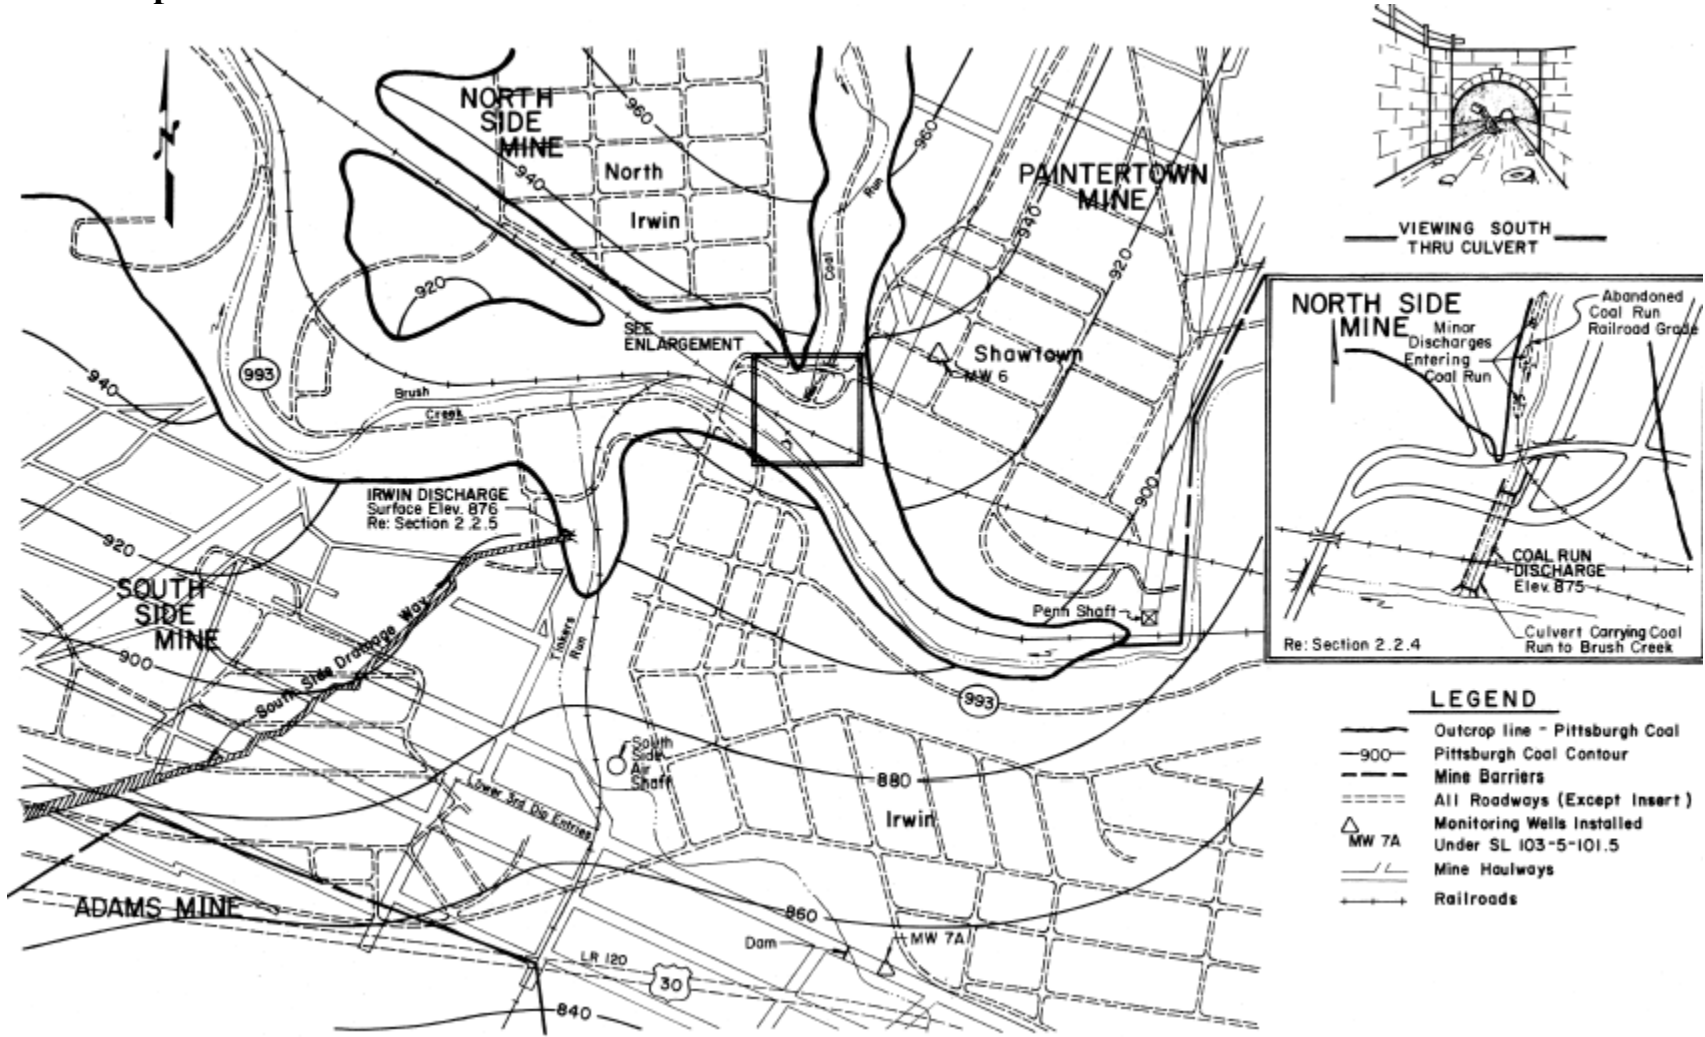 NORTH
SIDE
MINE
North
Irwin
960
940
920
Coal
Run
960
PAINTERTOWN
MINE
940
920
900
SEE
ENLARGEMENT
Shawtown
MW 6
993
940
Brush
Creek
IRWIN DISCHARGE
Surface Elev. 876
Re: Section 2.2.5
920
SOUTH
SIDE
MINE
900
South Side Drainage Way
Tinkers
Run
Penn Shaft
993
South
Side
Air
Shaft
880
Irwin
Lower 3rd Dip Entries
ADAMS MINE
860
Dam
MW 7A
LR 120
30
840
VIEWING SOUTH
THRU CULVERT
NORTH SIDE
MINE
Minor
Discharges
Entering
Coal Run
Abandoned
Coal Run
Railroad Grade
COAL RUN
DISCHARGE
Elev. 875
Culvert Carrying Coal
Run to Brush Creek
Re: Section 2.2.4
LEGEND
Outcrop line - Pittsburgh Coal
900 Pittsburgh Coal Contour
Mine Barriers
All Roadways (Except Insert)
Monitoring Wells Installed
MW 7A Under SL 103-5-101.5
Mine Haulways
Railroads